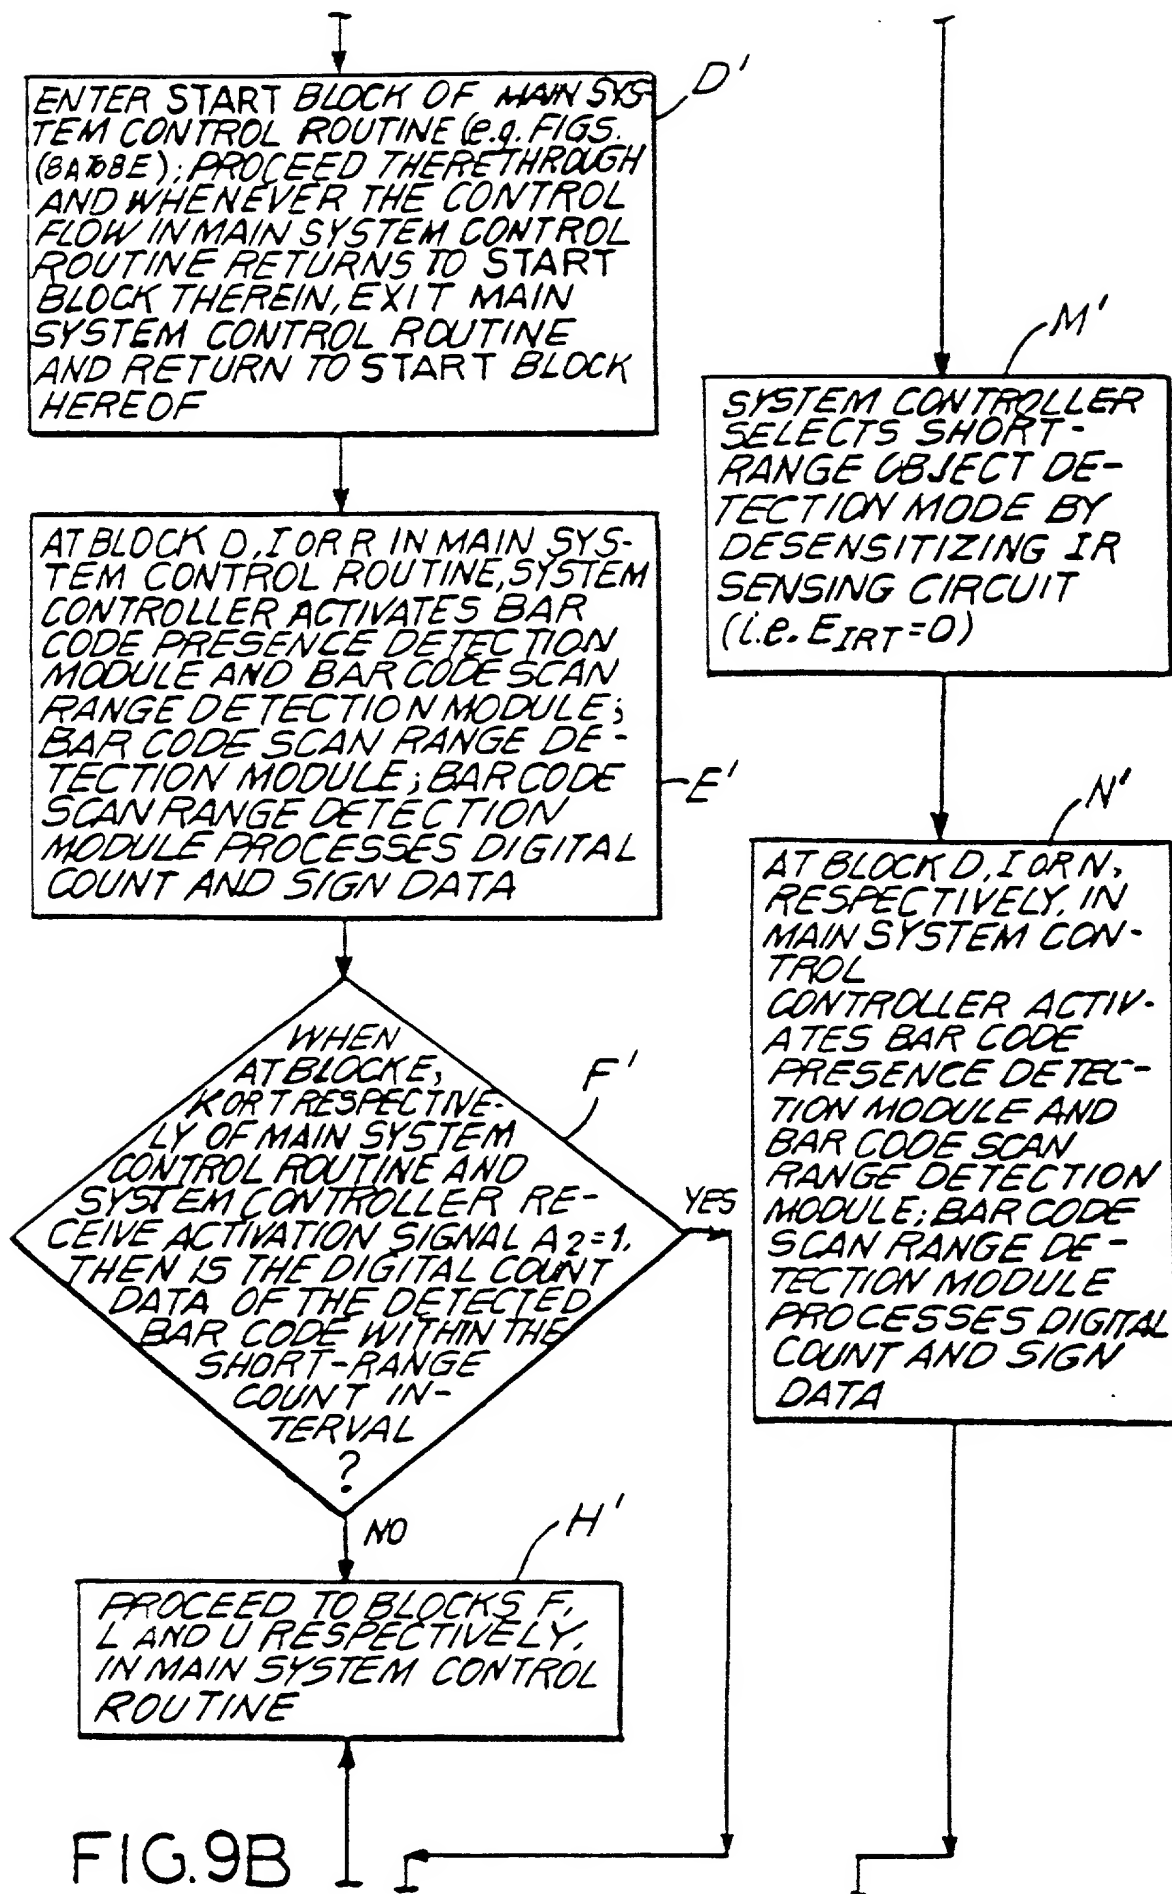 D'
ENTER START BLOCK OF MAIN SYS-
TEM CONTROL ROUTINE (e.g. FIGS.
(8A TO 8E); PROCEED THERETHROUGH
AND WHENEVER THE CONTROL
FLOW IN MAIN SYSTEM CONTROL
ROUTINE RETURNS TO START
BLOCK THEREIN, EXIT MAIN
SYSTEM CONTROL ROUTINE
AND RETURN TO START BLOCK
HEREOF
AT BLOCK D, I OR R IN MAIN SYS-
TEM CONTROL ROUTINE, SYSTEM
CONTROLLER ACTIVATES BAR
CODE PRESENCE DETECTION
MODULE AND BAR CODE SCAN
RANGE DETECTION MODULE;
BAR CODE SCAN RANGE DE-
TECTION MODULE; BAR CODE
SCAN RANGE DETECTION
MODULE PROCESSES DIGITAL
COUNT AND SIGN DATA
E'
WHEN
AT BLOCK E,
K OR T RESPECTIVE-
LY OF MAIN SYSTEM
CONTROL ROUTINE AND
SYSTEM CONTROLLER RE-
CEIVE ACTIVATION SIGNAL A2=1,
THEN IS THE DIGITAL COUNT
DATA OF THE DETECTED
BAR CODE WITHIN THE
SHORT-RANGE
COUNT IN-
TERVAL
?
F'
YES
NO
H'
PROCEED TO BLOCKS F,
L AND U RESPECTIVELY,
IN MAIN SYSTEM CONTROL
ROUTINE
M'
SYSTEM CONTROLLER
SELECTS SHORT-
RANGE OBJECT DE-
TECTION MODE BY
DESENSITIZING IR
SENSING CIRCUIT
(i.e. EIRT=0)
N'
AT BLOCK D, I OR N,
RESPECTIVELY, IN
MAIN SYSTEM CON-
TROL
CONTROLLER ACTIV-
ATES BAR CODE
PRESENCE DETEC-
TION MODULE AND
BAR CODE SCAN
RANGE DETECTION
MODULE; BAR CODE
SCAN RANGE DE-
TECTION MODULE
PROCESSES DIGITAL
COUNT AND SIGN
DATA
FIG.9B